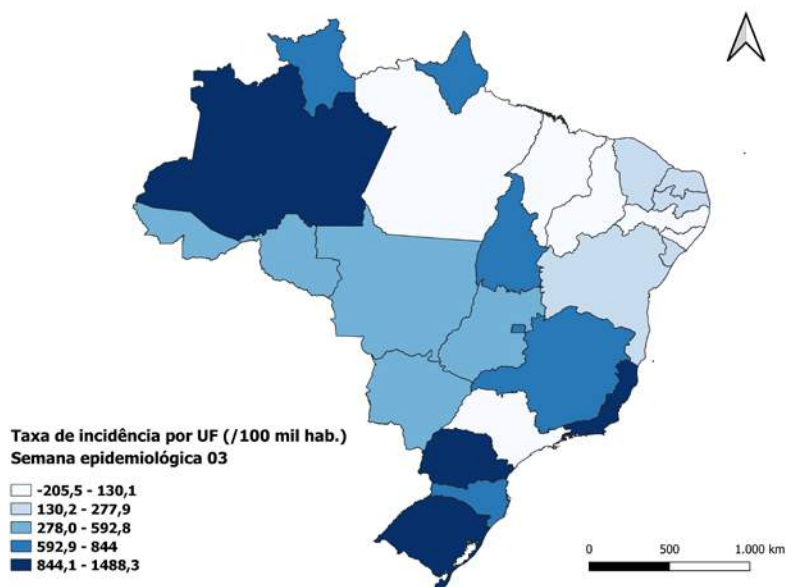 Taxa de incidência por UF (/100 mil hab.)
Semana epidemiológica 03
-205,5 - 130,1
130,2 - 277,9
278,0 - 592,8
592,9 - 844
844,1 - 1488,3
0 500 1.000 km